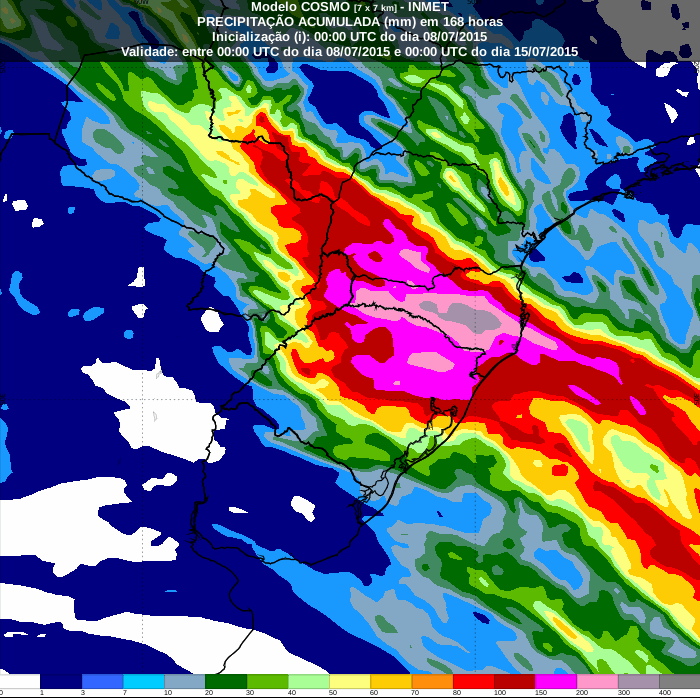 Modelo COSMO [7 x 7 km] - INMET
PRECIPITAÇÃO ACUMULADA (mm) em 168 horas
Inicialização (i): 00:00 UTC do dia 08/07/2015
Validade: entre 00:00 UTC do dia 08/07/2015 e 00:00 UTC do dia 15/07/2015
0 1 3 7 10 20 30 40 50 60 70 80 100 150 200 300 400